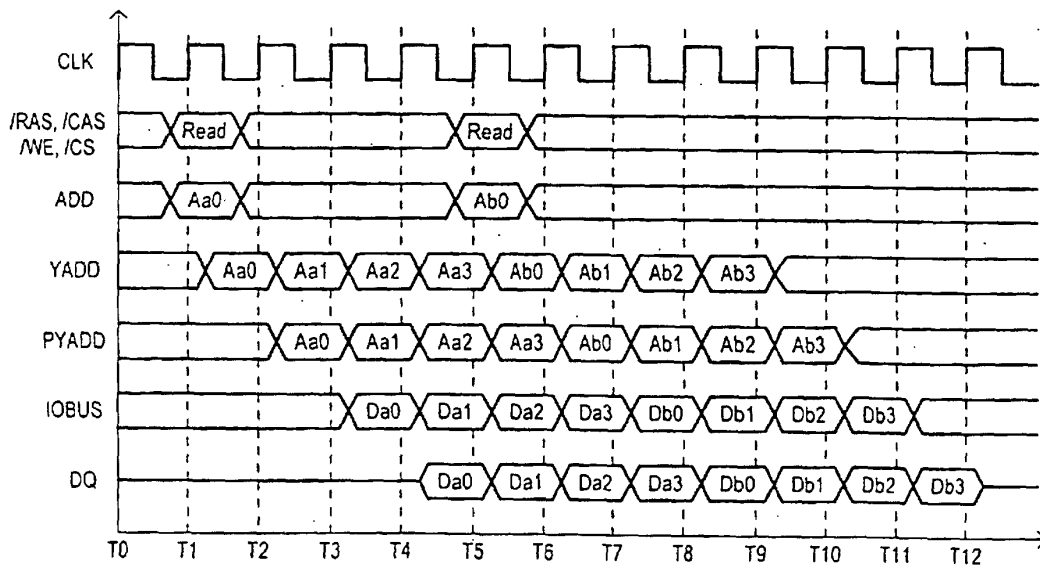 CLK
/RAS, /CAS
/WE, /CS
Read Read
ADD
Aa0 Ab0
YADD
Aa0 Aa1 Aa2 Aa3 Ab0 Ab1 Ab2 Ab3
PYADD
Aa0 Aa1 Aa2 Aa3 Ab0 Ab1 Ab2 Ab3
IOBUS
Da0 Da1 Da2 Da3 Db0 Db1 Db2 Db3
DQ
Da0 Da1 Da2 Da3 Db0 Db1 Db2 Db3
T0 T1 T2 T3 T4 T5 T6 T7 T8 T9 T10 T11 T12